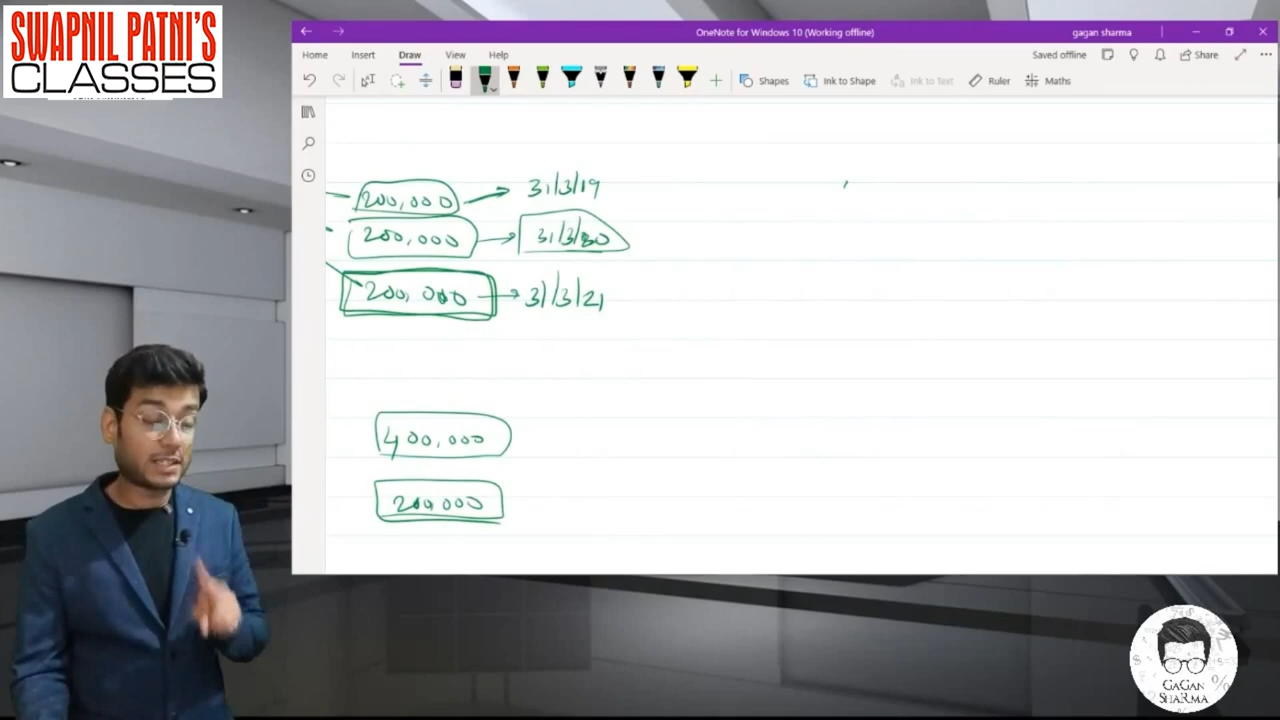 SWAPNIL PATNI'S
CLASSES
OneNote for Windows 10 (Working offline)
gagan sharma
Home Insert Draw View Help
Saved offline
Share
Shapes
Ink to Shape
Ink to Text
Ruler
Maths
200,000 → 31/3/19
200,000 → 31/3/20
200,000 → 31/3/21
400,000
200,000
GaGan
ShaRma